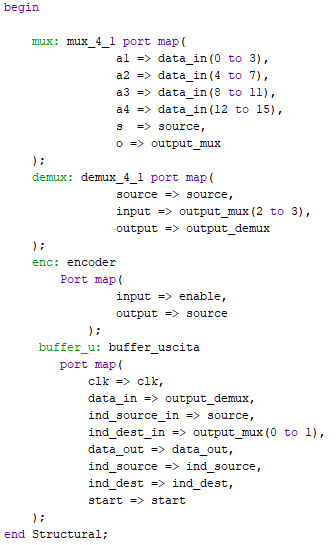 begin
mux: mux_4_1 port map(
a1 => data_in(0 to 3),
a2 => data_in(4 to 7),
a3 => data_in(8 to 11),
a4 => data_in(12 to 15),
s => source,
o => output_mux
);
demux: demux_4_1 port map(
source => source,
input => output_mux(2 to 3),
output => output_demux
);
enc: encoder
Port map(
input => enable,
output => source
);
buffer_u: buffer_uscita
port map(
clk => clk,
data_in => output_demux,
ind_source_in => source,
ind_dest_in => output_mux(0 to 1),
data_out => data_out,
ind_source => ind_source,
ind_dest => ind_dest,
start => start
);
end Structural;